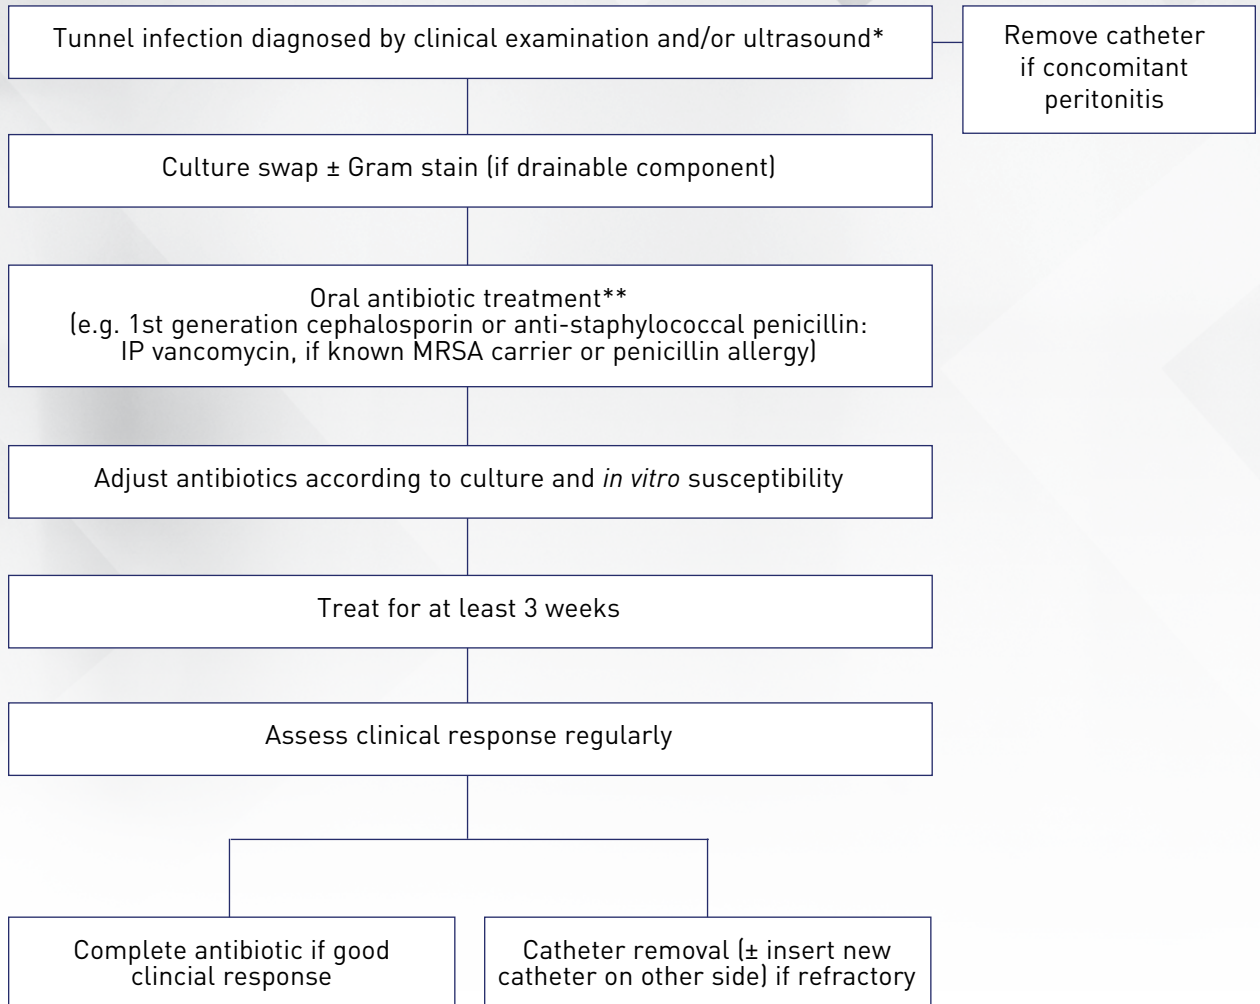 Tunnel infection diagnosed by clinical examination and/or ultrasound*
Remove catheter
if concomitant
peritonitis
Culture swap ± Gram stain (if drainable component)
Oral antibiotic treatment**
(e.g. 1st generation cephalosporin or anti-staphylococcal penicillin:
IP vancomycin, if known MRSA carrier or penicillin allergy)
Adjust antibiotics according to culture and in vitro susceptibility
Treat for at least 3 weeks
Assess clinical response regularly
Complete antibiotic if good
clincial response
Catheter removal (± insert new
catheter on other side) if refractory